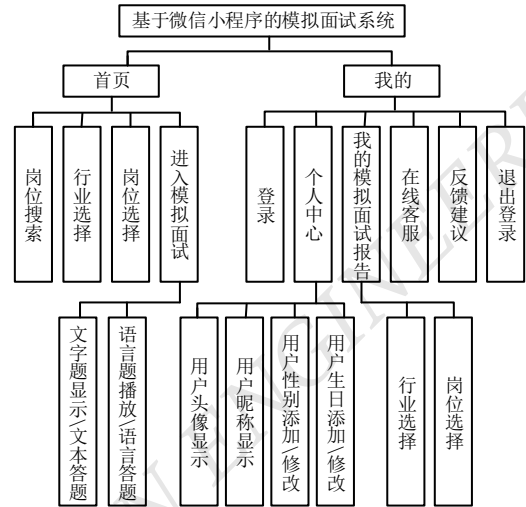 基于微信小程序的模拟面试系统
首页
我的
岗位搜索
行业选择
岗位选择
进入模拟面试
登录
个人中心
我的模拟面试报告
在线客服
反馈建议
退出登录
文字题显示/文本答题
语言题播放/语言答题
用户头像显示
用户昵称显示
用户性别添加/修改
用户生日添加/修改
行业选择
岗位选择